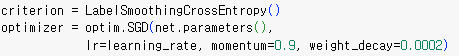 criterion = LabelSmoothingCrossEntropy()
optimizer = optim.SGD(net.parameters(),
lr=learning_rate, momentum=0.9, weight_decay=0.0002)